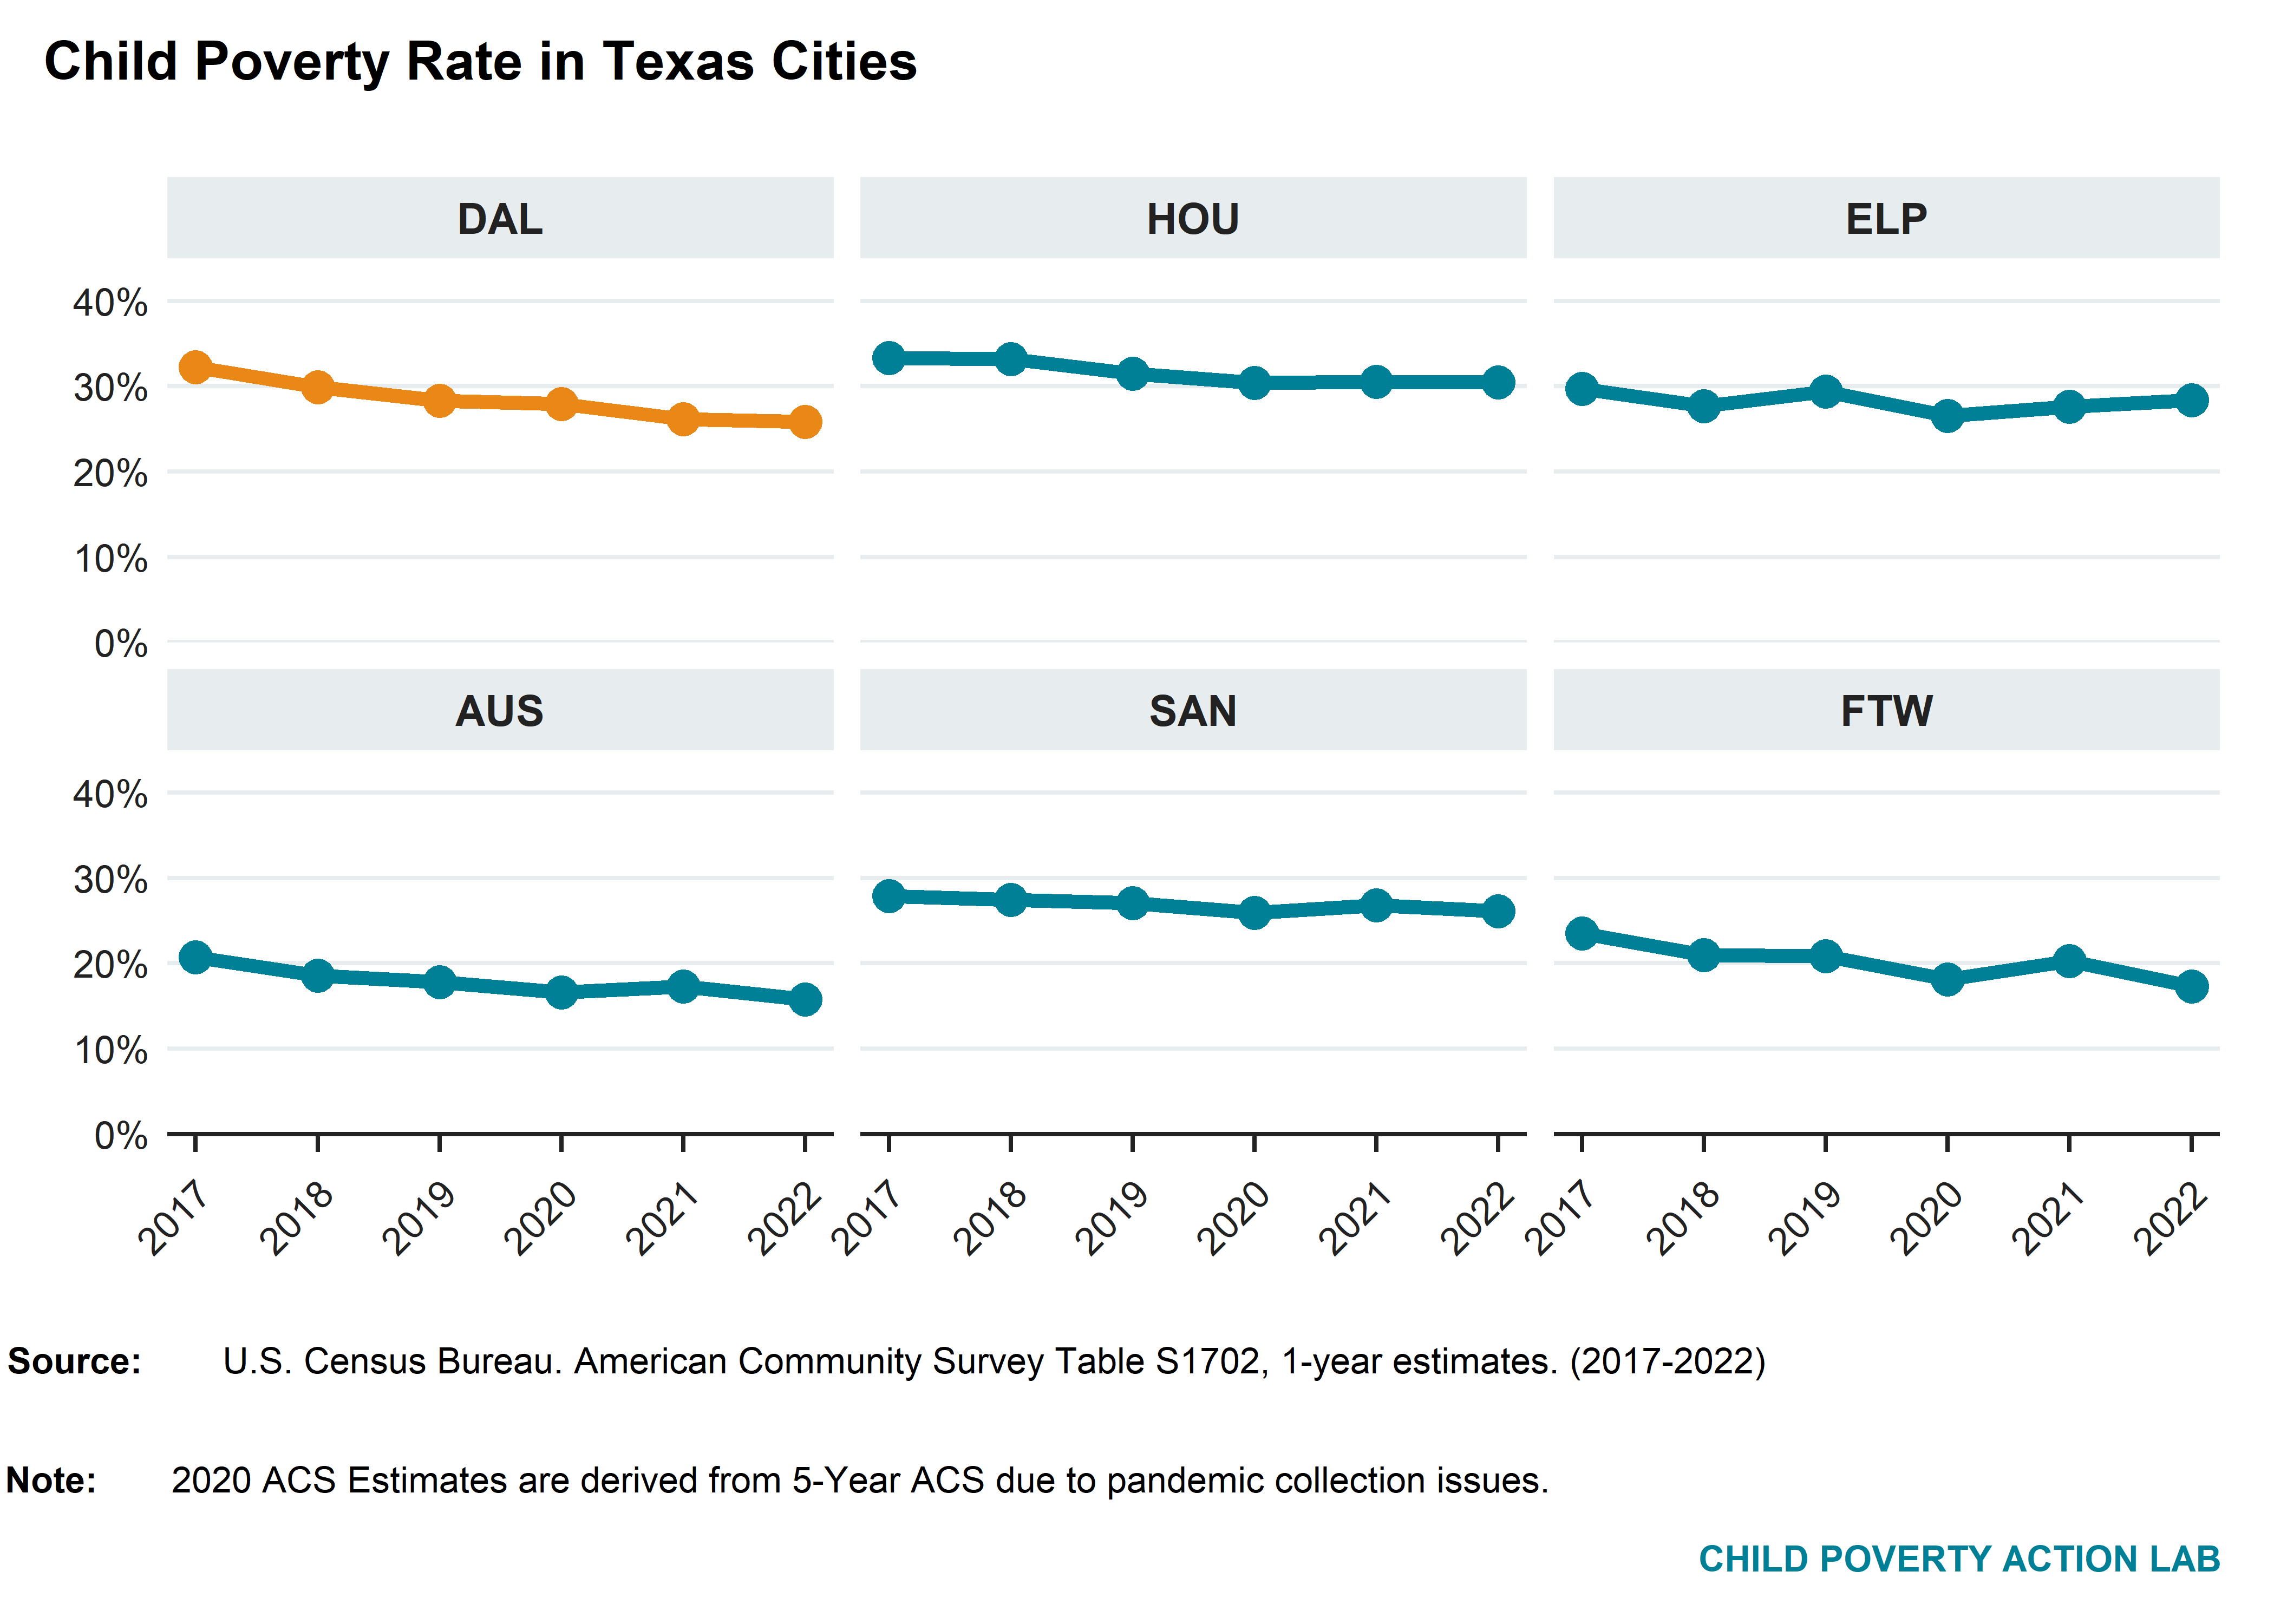 Child Poverty Rate in Texas Cities
DAL HOU ELP
40%
30%
20%
10%
0%
AUS SAN FTW
40%
30%
20%
10%
0%
2017 2018 2019 2020 2021 2022 2017 2018 2019 2020 2021 2022 2017 2018 2019 2020 2021 2022
Source: U.S. Census Bureau. American Community Survey Table S1702, 1-year estimates. (2017-2022)
Note: 2020 ACS Estimates are derived from 5-Year ACS due to pandemic collection issues.
CHILD POVERTY ACTION LAB